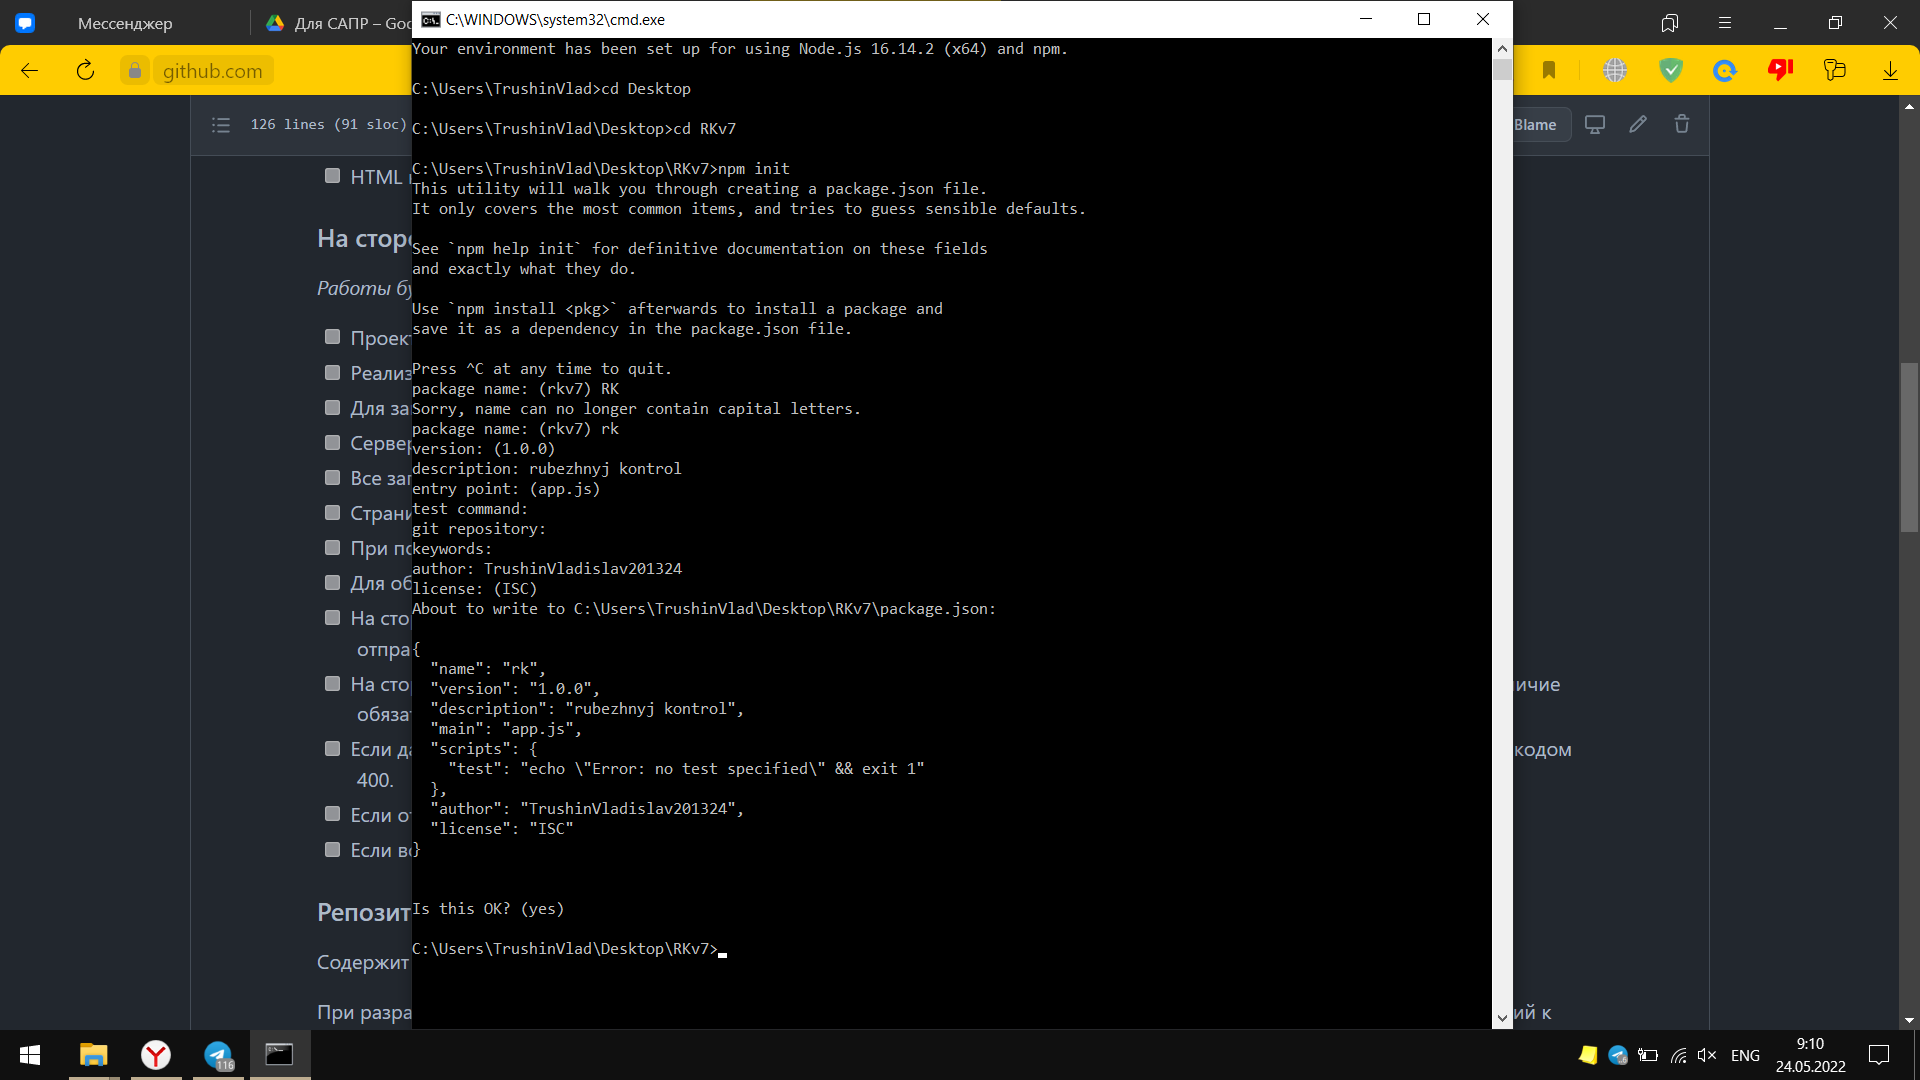 Мессенджер
Для САПР – Goo
C:\WINDOWS\system32\cmd.exe
github.com
126 lines (91 sloc)
Blame
HTML
На сторо
Работы бу
Проект
Реализ
Для за
Сервер
Все зап
Страни
При по
Для об
На сто
отпра
На сто
обязат
ичие
Если да
кодом
400.
Если от
Если вс
Репозит
Содержит
При разра
ий к
Your environment has been set up for using Node.js 16.14.2 (x64) and npm.
C:\Users\TrushinVlad>cd Desktop
C:\Users\TrushinVlad\Desktop>cd RKv7
C:\Users\TrushinVlad\Desktop\RKv7>npm init
This utility will walk you through creating a package.json file.
It only covers the most common items, and tries to guess sensible defaults.
See `npm help init` for definitive documentation on these fields
and exactly what they do.
Use `npm install <pkg>` afterwards to install a package and
save it as a dependency in the package.json file.
Press ^C at any time to quit.
package name: (rkv7) RK
Sorry, name can no longer contain capital letters.
package name: (rkv7) rk
version: (1.0.0)
description: rubezhnyj kontrol
entry point: (app.js)
test command:
git repository:
keywords:
author: TrushinVladislav201324
license: (ISC)
About to write to C:\Users\TrushinVlad\Desktop\RKv7\package.json:
{
"name": "rk",
"version": "1.0.0",
"description": "rubezhnyj kontrol",
"main": "app.js",
"scripts": {
"test": "echo \"Error: no test specified\" && exit 1"
},
"author": "TrushinVladislav201324",
"license": "ISC"
}
Is this OK? (yes)
C:\Users\TrushinVlad\Desktop\RKv7>
116
ENG
9:10
24.05.2022